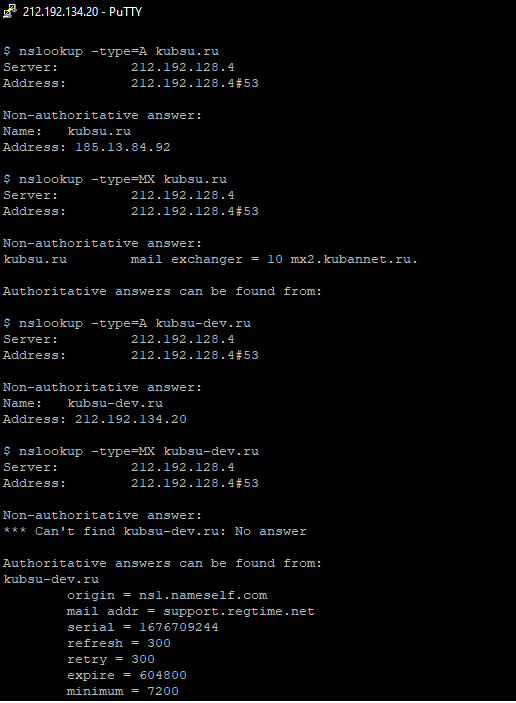 212.192.134.20 - PuTTY
$ nslookup -type=A kubsu.ru
Server:         212.192.128.4
Address:        212.192.128.4#53
Non-authoritative answer:
Name:   kubsu.ru
Address: 185.13.84.92
$ nslookup -type=MX kubsu.ru
Server:         212.192.128.4
Address:        212.192.128.4#53
Non-authoritative answer:
kubsu.ru        mail exchanger = 10 mx2.kubannet.ru.
Authoritative answers can be found from:
$ nslookup -type=A kubsu-dev.ru
Server:         212.192.128.4
Address:        212.192.128.4#53
Non-authoritative answer:
Name:   kubsu-dev.ru
Address: 212.192.134.20
$ nslookup -type=MX kubsu-dev.ru
Server:         212.192.128.4
Address:        212.192.128.4#53
Non-authoritative answer:
*** Can't find kubsu-dev.ru: No answer
Authoritative answers can be found from:
kubsu-dev.ru
        origin = ns1.nameself.com
        mail addr = support.regtime.net
        serial = 1676709244
        refresh = 300
        retry = 300
        expire = 604800
        minimum = 7200